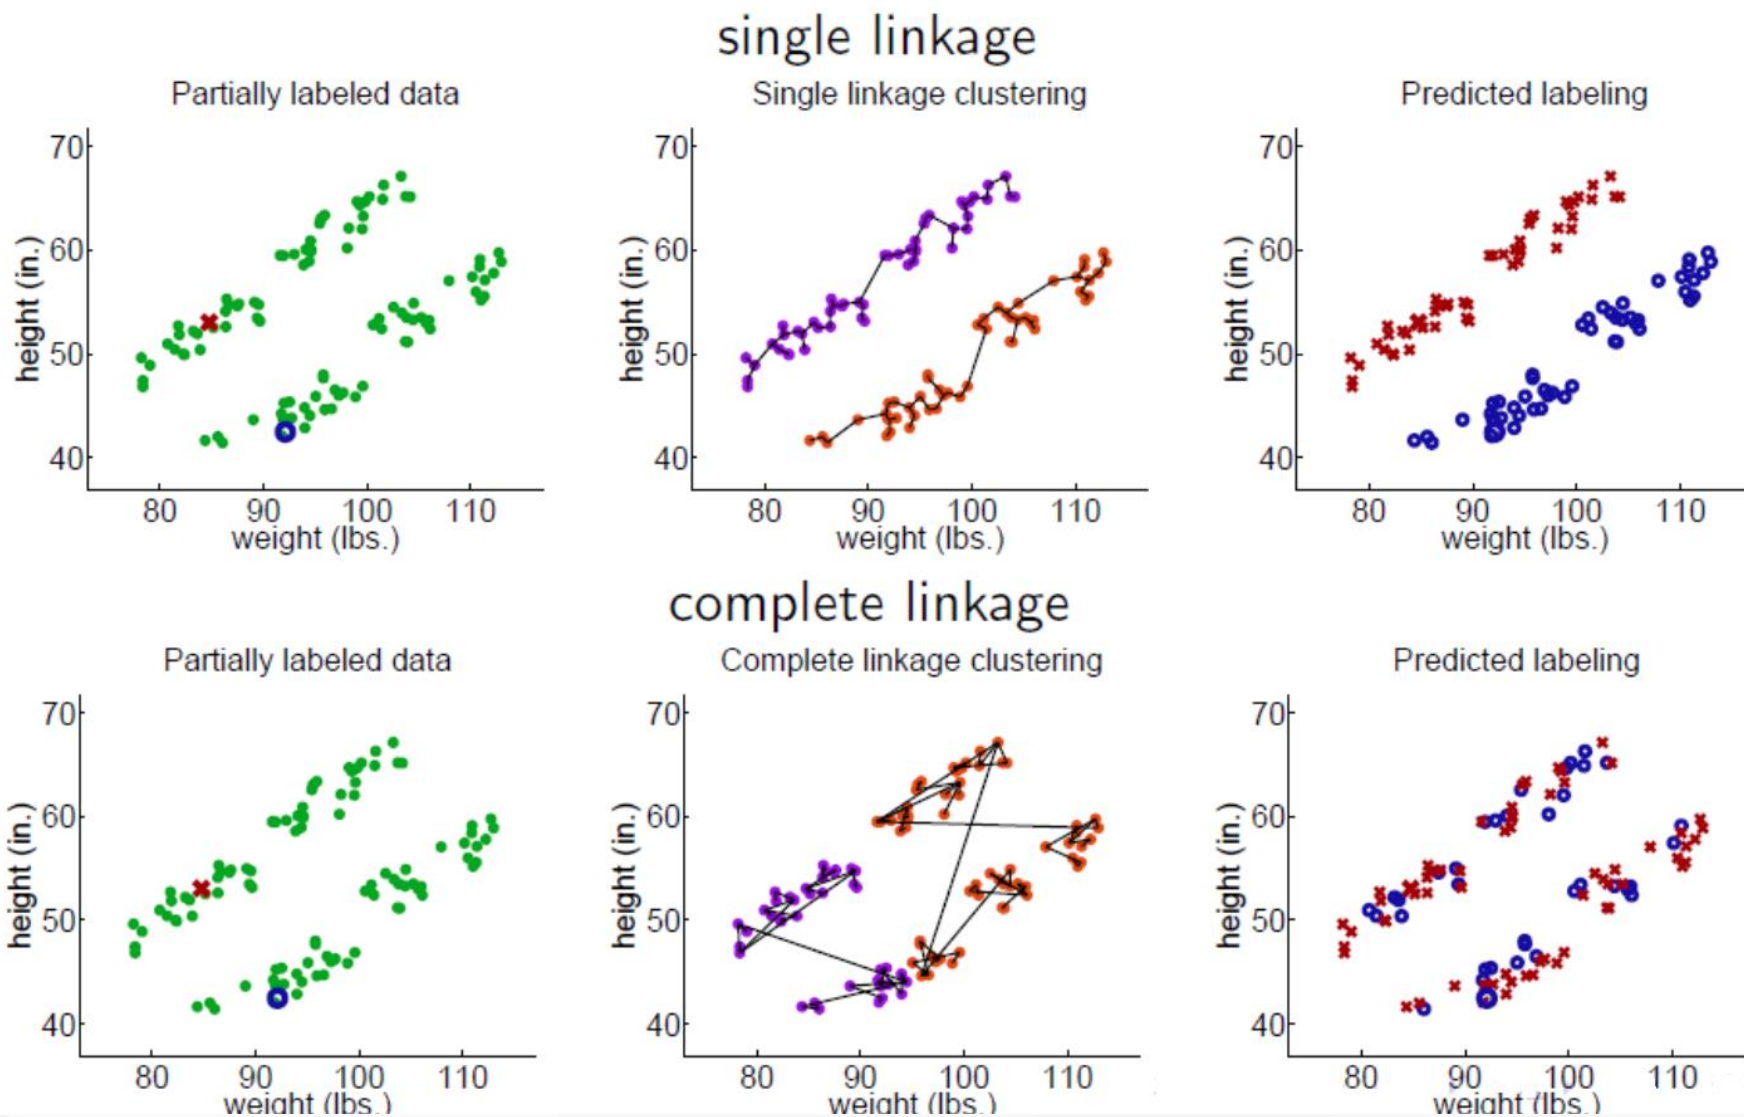 single linkage
Partially labeled data
Single linkage clustering
Predicted labeling
height (in.)
70
60
50
40
80 90 100 110
weight (lbs.)
height (in.)
70
60
50
40
80 90 100 110
weight (lbs.)
height (in.)
70
60
50
40
80 90 100 110
weight (lbs.)
complete linkage
Partially labeled data
Complete linkage clustering
Predicted labeling
height (in.)
70
60
50
40
80 90 100 110
weight (lbs.)
height (in.)
70
60
50
40
80 90 100 110
weight (lbs.)
height (in.)
70
60
50
40
80 90 100 110
weight (lbs.)